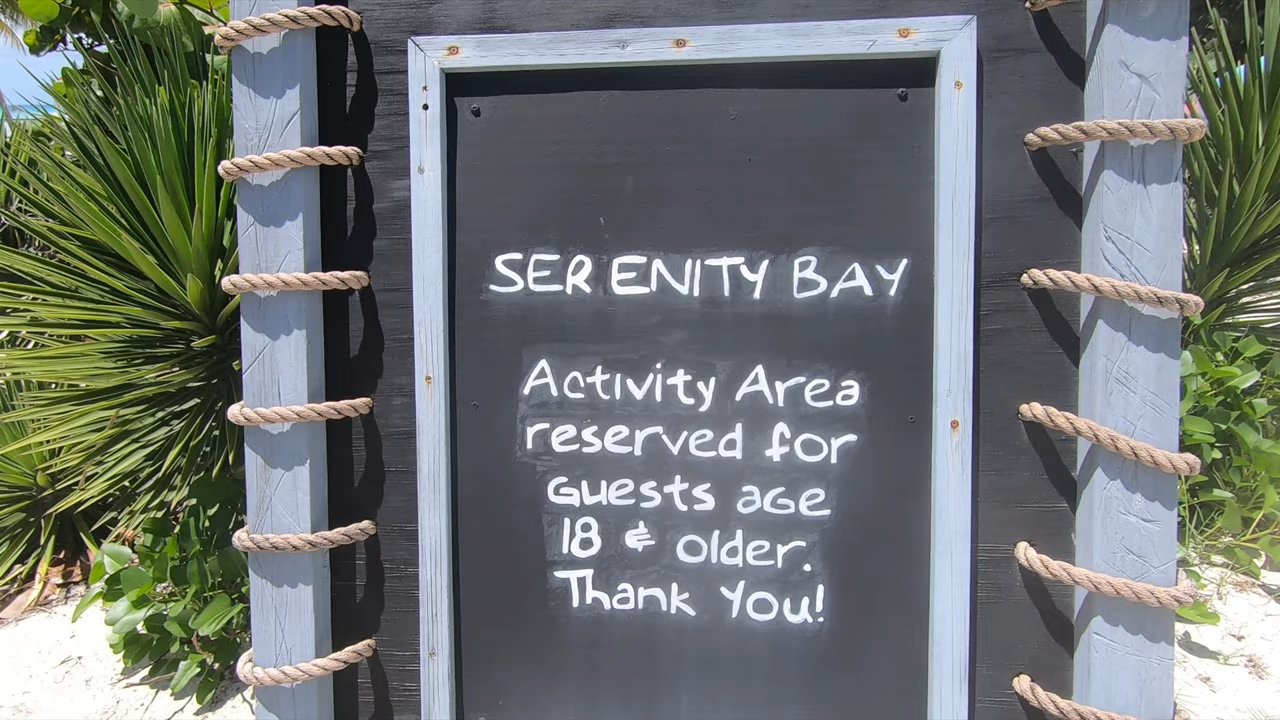 SERENITY BAY
Activity Area
reserved for
Guests age
18 & older.
Thank You!